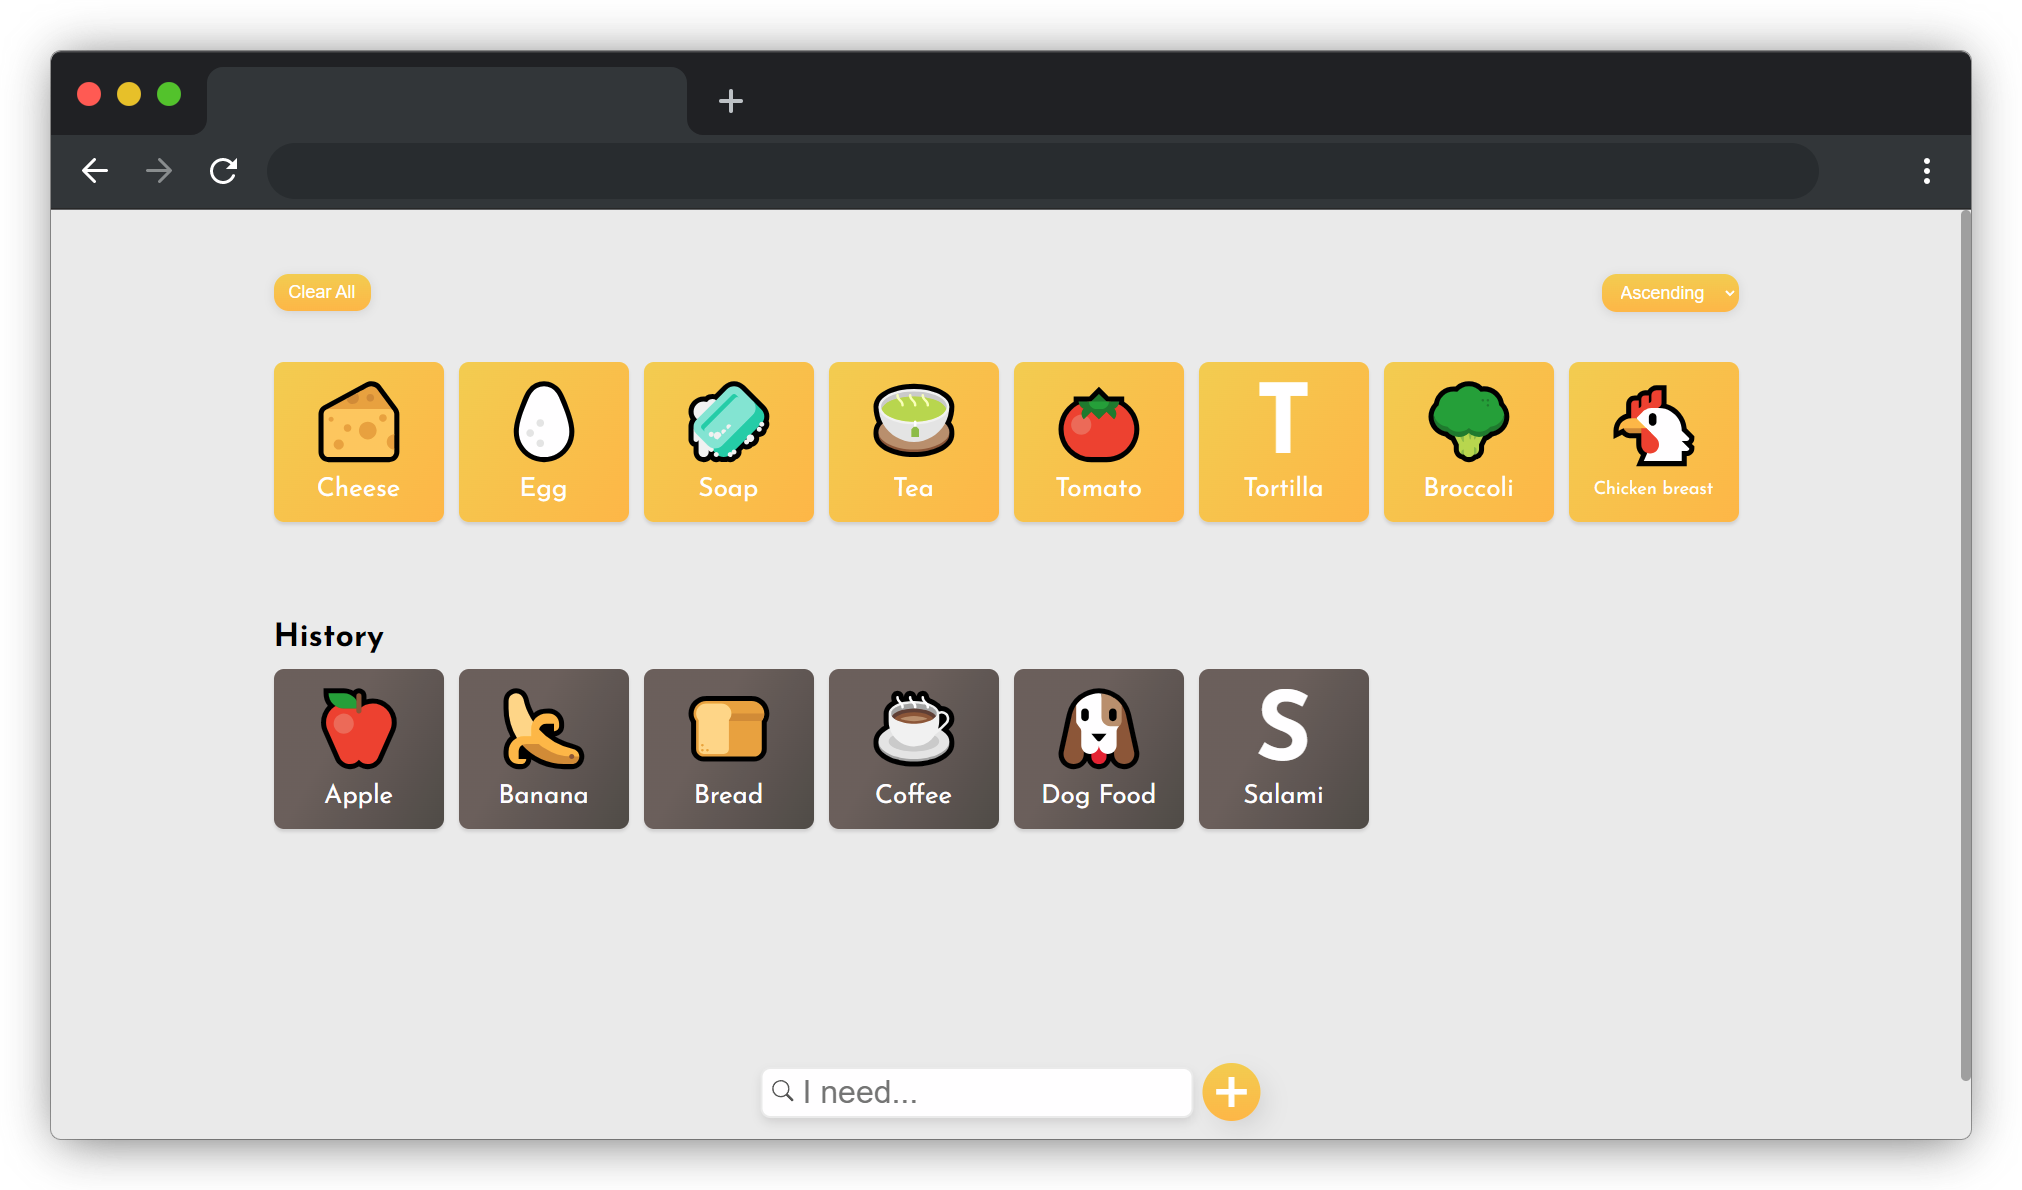 Clear All
Ascending
T
Cheese
Egg
Soap
Tea
Tomato
Tortilla
Broccoli
Chicken breast
History
S
Apple
Banana
Bread
Coffee
Dog Food
Salami
I need...